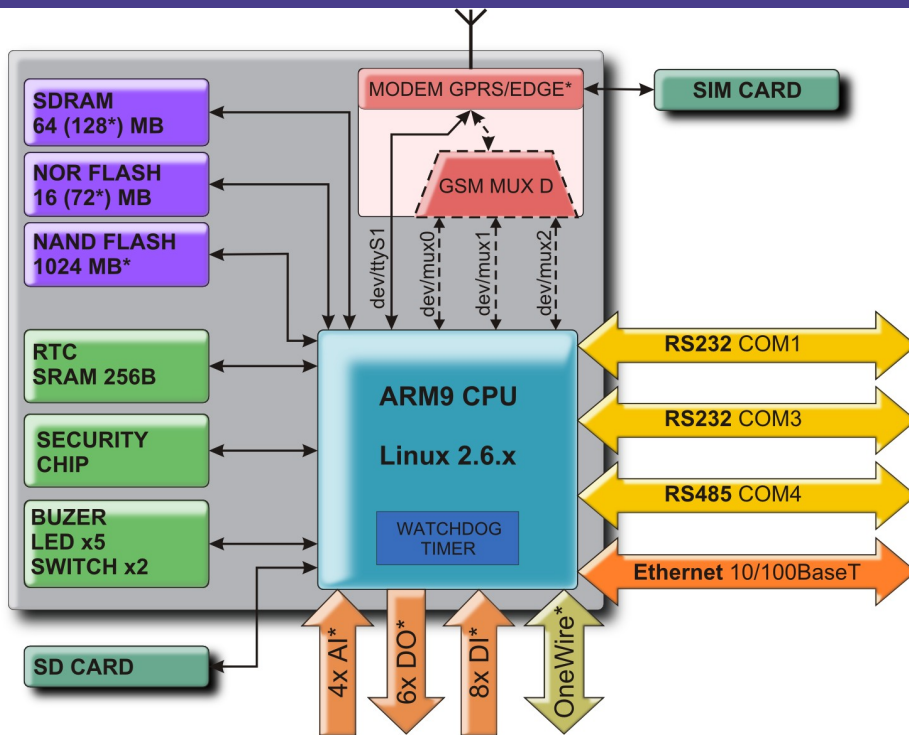 SDRAM
64 (128*) MB
NOR FLASH
16 (72*) MB
NAND FLASH
1024 MB*
MODEM GPRS/EDGE*
SIM CARD
GSM MUX D
dev/ttyS1
dev/mux0
dev/mux1
dev/mux2
RTC
SRAM 256B
SECURITY
CHIP
BUZER
LED x5
SWITCH x2
SD CARD
ARM9 CPU
Linux 2.6.x
WATCHDOG
TIMER
RS232 COM1
RS232 COM3
RS485 COM4
Ethernet 10/100BaseT
4x AI*
6x DO*
8x DI*
OneWire*